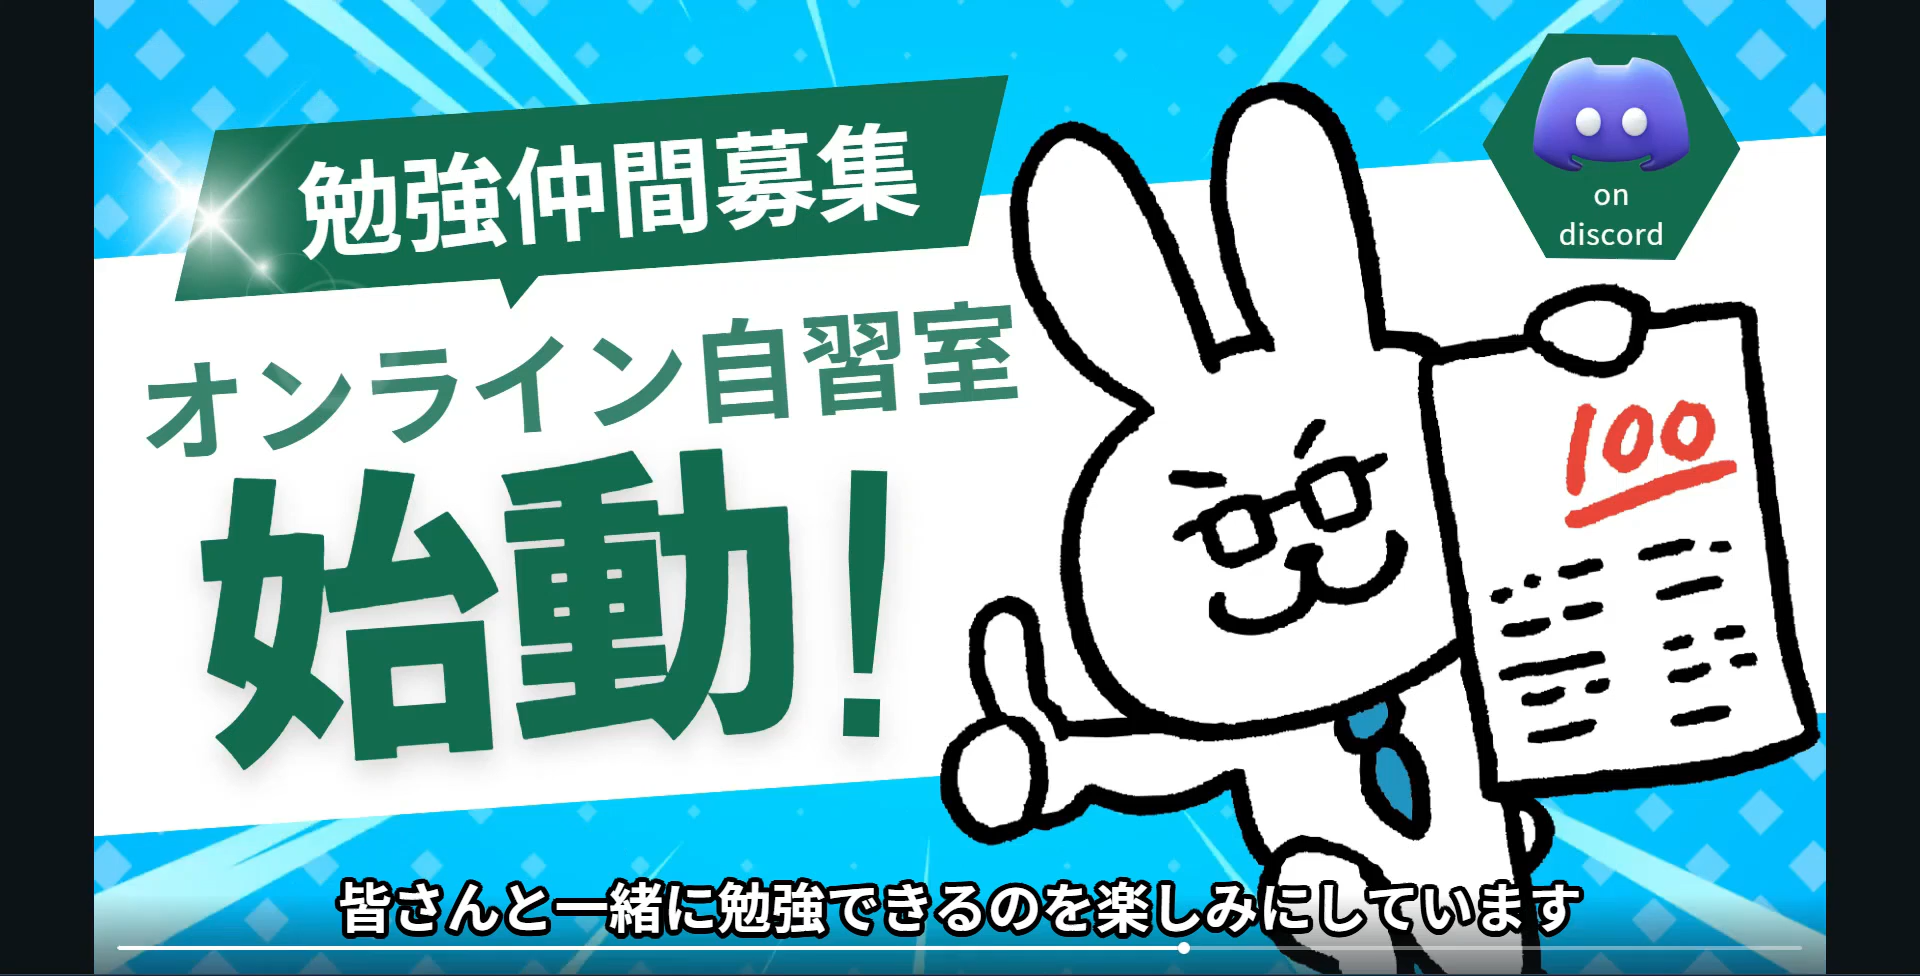 勉強仲間募集
on
discord
オンライン自習室
始動!
100
皆さんと一緒に勉強できるのを楽しみにしています